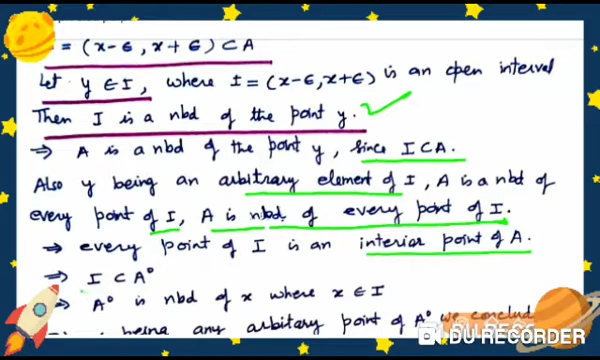 = (x-ϵ, x+ϵ) ⊂ A
Let y ∈ I, where I = (x-ϵ, x+ϵ) is an open interval
Then I is a nbd of the point y.
⇒ A is a nbd of the point y, since I ⊂ A.
Also y being an arbitrary element of I, A is a nbd of
every point of I, A is nbd. of every point of I.
⇒ every point of I is an interior point of A.
⇒ I ⊂ A°
⇒ A° is nbd of x where x ∈ I
being any arbitary point of A° we conclud
DU RECORDER